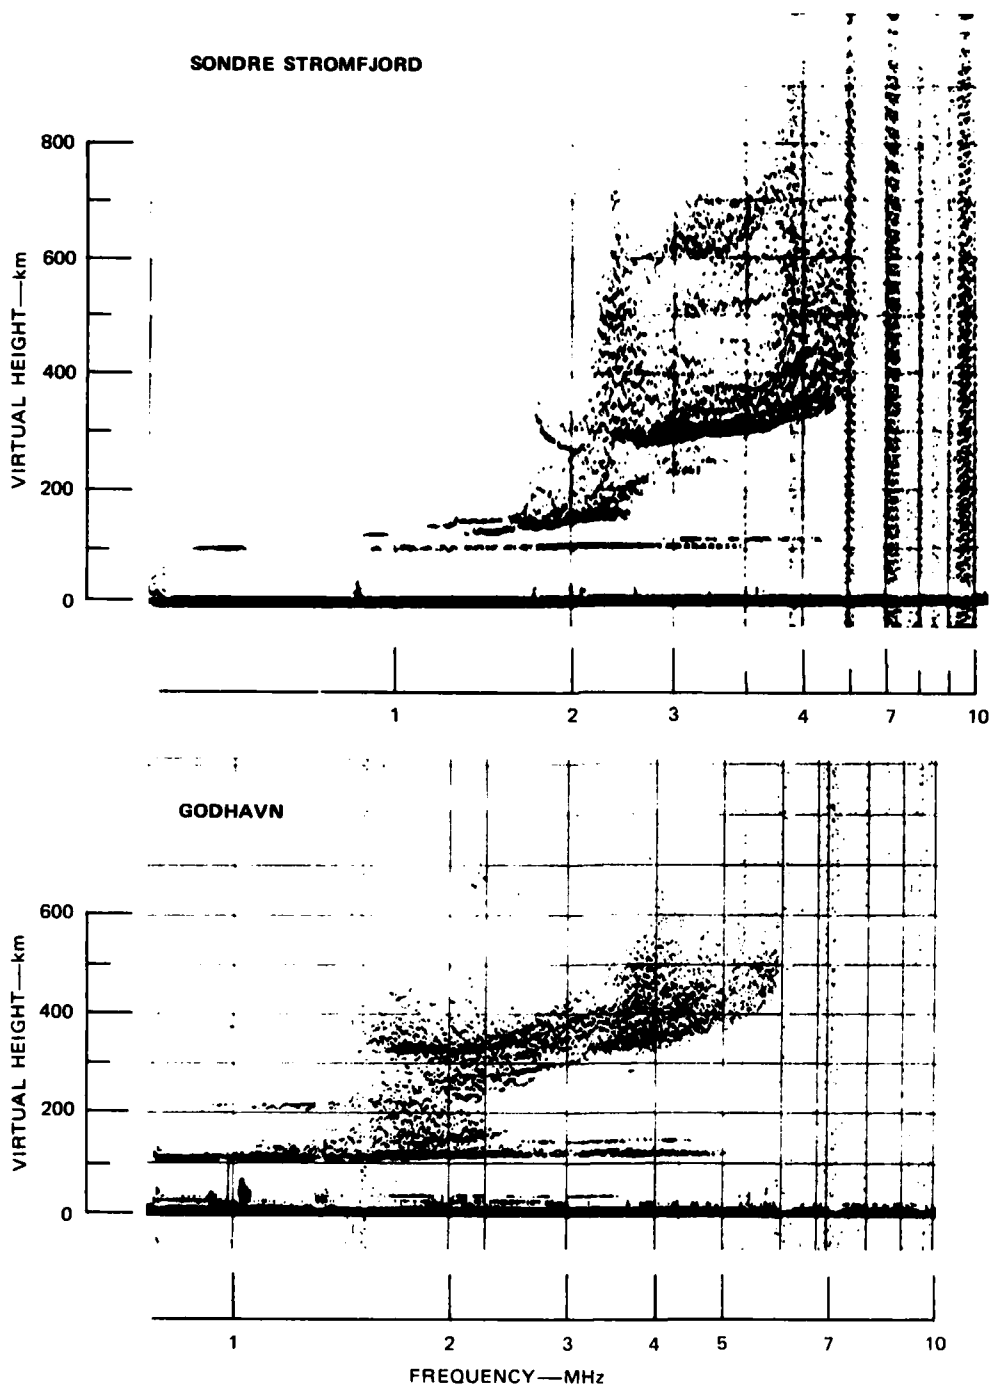 SONDRE STROMFJORD
800
600
400
200
0
VIRTUAL HEIGHT—km
1 2 3 4 7 10
GODHAVN
600
400
200
0
VIRTUAL HEIGHT—km
1 2 3 4 5 7 10
FREQUENCY—MHz